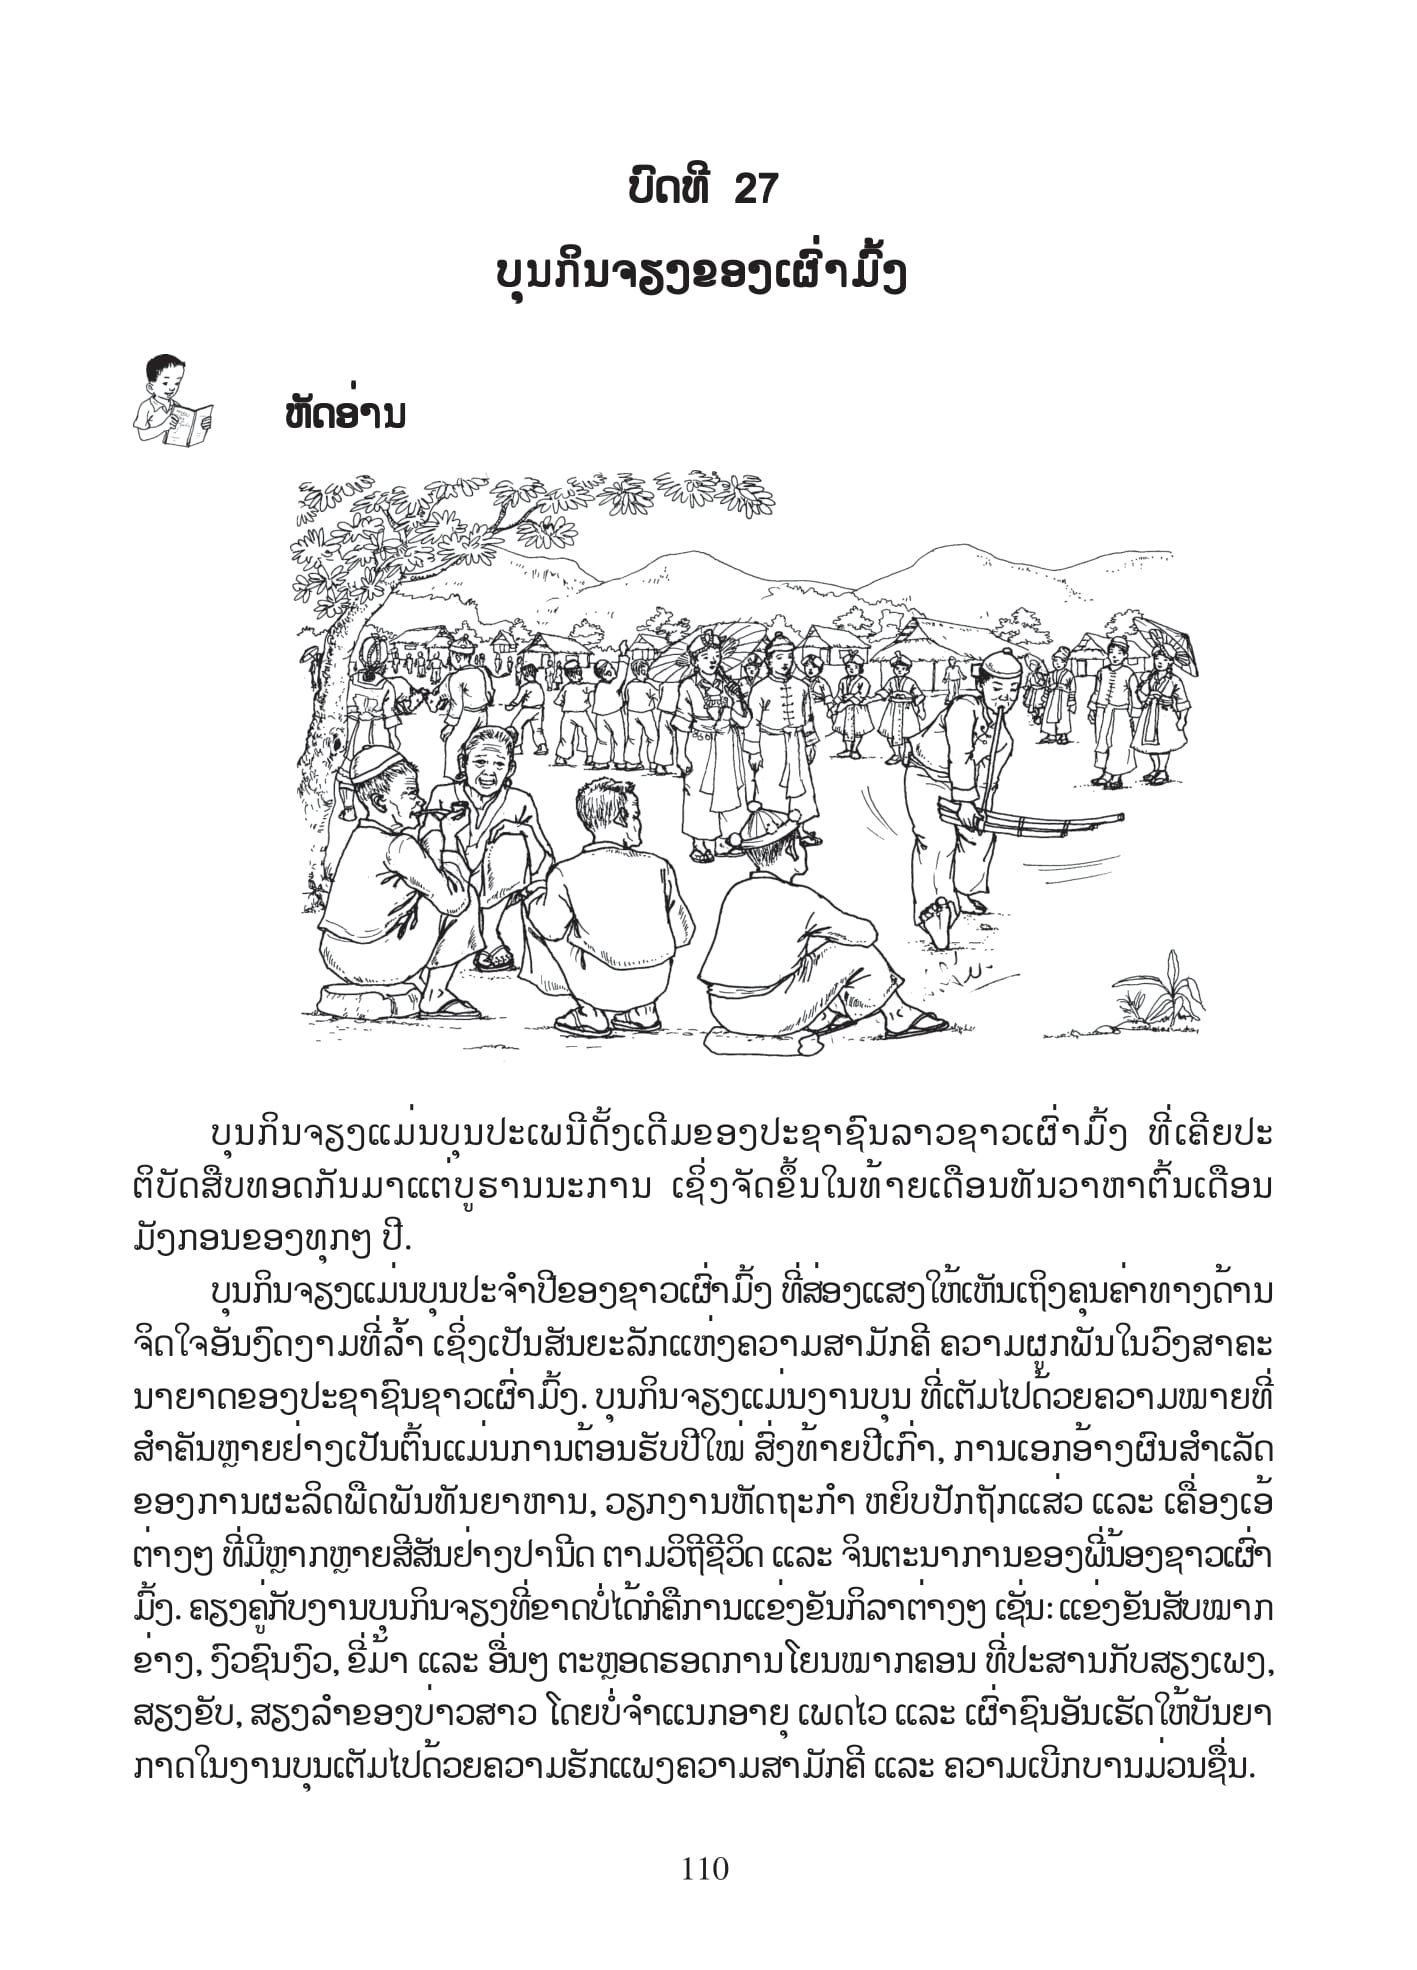 ບົດທີ 27
ບຸນກິນຈຽງຂອງເຜົ່າມົ້ງ
ຫັດອ່ານ
ບຸນກິນຈຽງແມ່ນບຸນປະເພນີດັ້ງເດີມຂອງປະຊາຊົນລາວຊາວເຜົ່າມົ້ງ ທີ່ເຄີຍປະ
ຕິບັດສືບທອດກັນມາແຕ່ບູຮານນະການ ເຊິ່ງຈັດຂຶ້ນໃນທ້າຍເດືອນທັນວາຫາຕົ້ນເດືອນ
ມັງກອນຂອງທຸກໆ ປີ.
ບຸນກິນຈຽງແມ່ນບຸນປະຈຳປີຂອງຊາວເຜົ່າມົ້ງ ທີ່ສ່ອງແສງໃຫ້ເຫັນເຖິງຄຸນຄ່າທາງດ້ານ
ຈິດໃຈອັນງົດງາມທີ່ລ້ຳ ເຊິ່ງເປັນສັນຍະລັກແຫ່ງຄວາມສາມັກຄີ ຄວາມຜູກພັນໃນວົງສາຄະ
ນາຍາດຂອງປະຊາຊົນຊາວເຜົ່າມົ້ງ. ບຸນກິນຈຽງແມ່ນງານບຸນ ທີ່ເຕັມໄປດ້ວຍຄວາມໝາຍທີ່
ສຳຄັນຫຼາຍຢ່າງເປັນຕົ້ນແມ່ນການຕ້ອນຮັບປີໃໝ່ ສົ່ງທ້າຍປີເກົ່າ, ການເອກອ້າງຜົນສຳເລັດ
ຂອງການຜະລິດພືດພັນທັນຍາຫານ, ວຽກງານຫັດຖະກຳ ຫຍິບປັກຖັກແສ່ວ ແລະ ເຄື່ອງເອ້
ຕ່າງໆ ທີ່ມີຫຼາກຫຼາຍສີສັນຢ່າງປານີດ ຕາມວິຖີຊີວິດ ແລະ ຈິນຕະນາການຂອງພີ່ນ້ອງຊາວເຜົ່າ
ມົ້ງ. ຄຽງຄູ່ກັບງານບຸນກິນຈຽງທີ່ຂາດບໍ່ໄດ້ກໍຄືການແຂ່ງຂັນກິລາຕ່າງໆ ເຊັ່ນ: ແຂ່ງຂັນສັບໝາກ
ຂ່າງ, ງົວຊົນງົວ, ຂີ່ມ້າ ແລະ ອື່ນໆ ຕະຫຼອດຮອດການໂຍນໝາກຄອນ ທີ່ປະສານກັບສຽງເພງ,
ສຽງຂັບ, ສຽງລຳຂອງບ່າວສາວ ໂດຍບໍ່ຈຳແນກອາຍຸ ເພດໄວ ແລະ ເຜົ່າຊົນອັນເຮັດໃຫ້ບັນຍາ
ກາດໃນງານບຸນເຕັມໄປດ້ວຍຄວາມຮັກແພງຄວາມສາມັກຄີ ແລະ ຄວາມເບີກບານມ່ວນຊື່ນ.
110